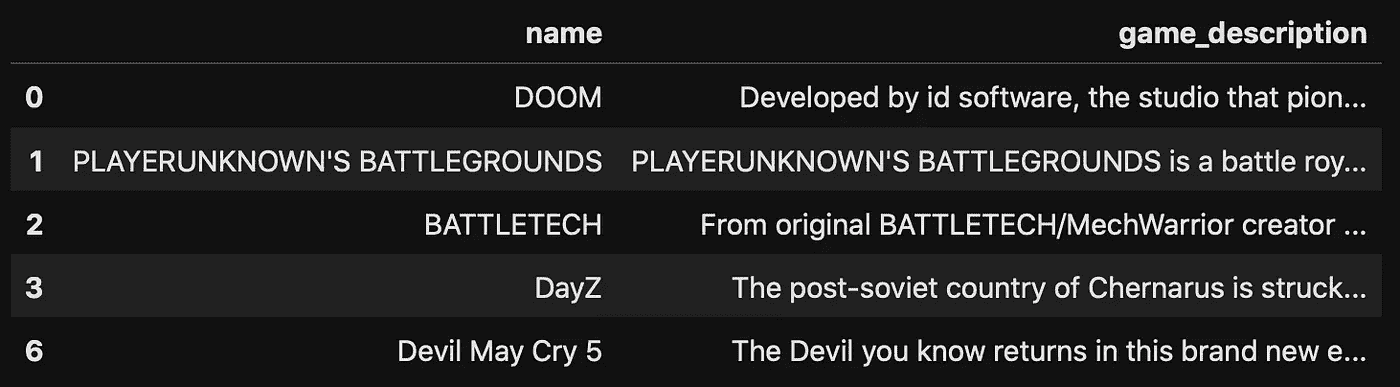 name game_description
0 DOOM Developed by id software, the studio that pion...
1 PLAYERUNKNOWN'S BATTLEGROUNDS PLAYERUNKNOWN'S BATTLEGROUNDS is a battle roy...
2 BATTLETECH From original BATTLETECH/MechWarrior creator ...
3 DayZ The post-soviet country of Chernarus is struck...
6 Devil May Cry 5 The Devil you know returns in this brand new e...